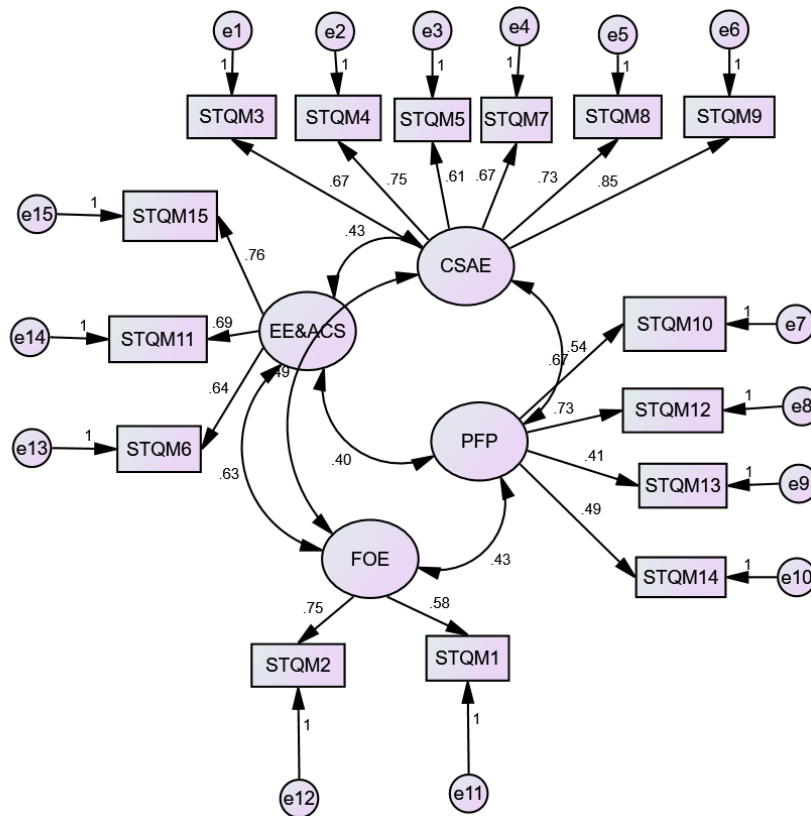 e1
e2
e3
e4
e5
e6
1
1
1
1
1
1
STQM3
STQM4
STQM5
STQM7
STQM8
STQM9
.67
.75
.61
.67
.73
.85
e15
1
STQM15
.76
.43
CSAE
e14
1
STQM11
.69
EE&ACS
.49
.64
e13
1
STQM6
.63
.40
PFP
.54
.67
STQM10
1
e7
.73
STQM12
1
e8
.41
STQM13
1
e9
.49
STQM14
1
e10
.43
FOE
.75
.58
STQM2
STQM1
1
1
e12
e11